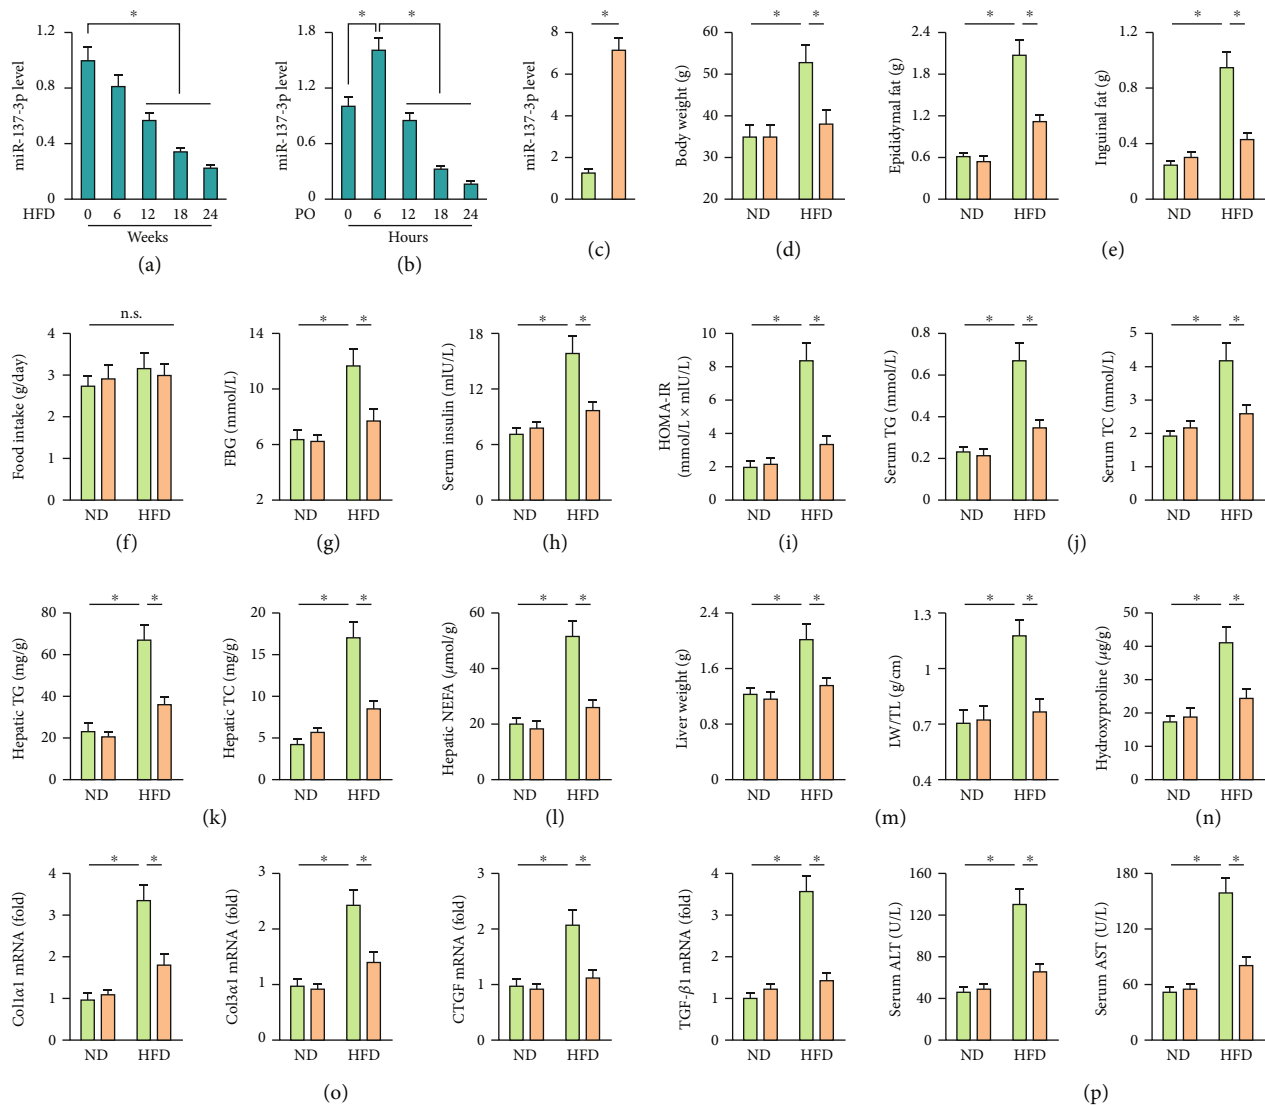 miR-137-3p level
1.2
0.8
0.4
0
*
HFD
0 6 12 18 24
Weeks
(a)
miR-137-3p level
1.8
1.2
0.6
0
* *
PO
0 6 12 18 24
Hours
(b)
miR-137-3p level
8
6
4
2
0
*
(c)
Body weight (g)
60
50
40
30
20
* *
ND HFD
(d)
Epididymal fat (g)
2.4
1.8
1.2
0.6
0
* *
ND HFD
Inguinal fat (g)
1.2
0.8
0.4
0
* *
ND HFD
(e)
Food intake (g/day)
4
3
2
1
0
n.s.
ND HFD
(f)
FBG (mmol/L)
14
10
6
2
* *
ND HFD
(g)
Serum insulin (mIU/L)
18
12
6
0
* *
ND HFD
(h)
HOMA-IR
(mmol/L × mIU/L)
10
8
6
4
2
0
* *
ND HFD
(i)
Serum TG (mmol/L)
0.8
0.6
0.4
0.2
0
* *
ND HFD
Serum TC (mmol/L)
5
4
3
2
1
0
* *
ND HFD
(j)
Hepatic TG (mg/g)
80
60
40
20
0
* *
ND HFD
Hepatic TC (mg/g)
20
15
10
5
0
* *
ND HFD
(k)
Hepatic NEFA (μmol/g)
60
40
20
0
* *
ND HFD
(l)
Liver weight (g)
2.4
1.6
0.8
0
* *
ND HFD
LW/TL (g/cm)
1.3
1
0.7
0.4
* *
ND HFD
(m)
Hydroxyproline (μg/g)
50
40
30
20
10
0
* *
ND HFD
(n)
Col1α1 mRNA (fold)
4
3
2
1
0
* *
ND HFD
Col3α1 mRNA (fold)
3
2
1
0
* *
ND HFD
CTGF mRNA (fold)
3
2
1
0
* *
ND HFD
TGF-β1 mRNA (fold)
4
3
2
1
0
* *
ND HFD
(o)
Serum ALT (U/L)
160
120
80
40
0
* *
ND HFD
Serum AST (U/L)
180
120
60
0
* *
ND HFD
(p)